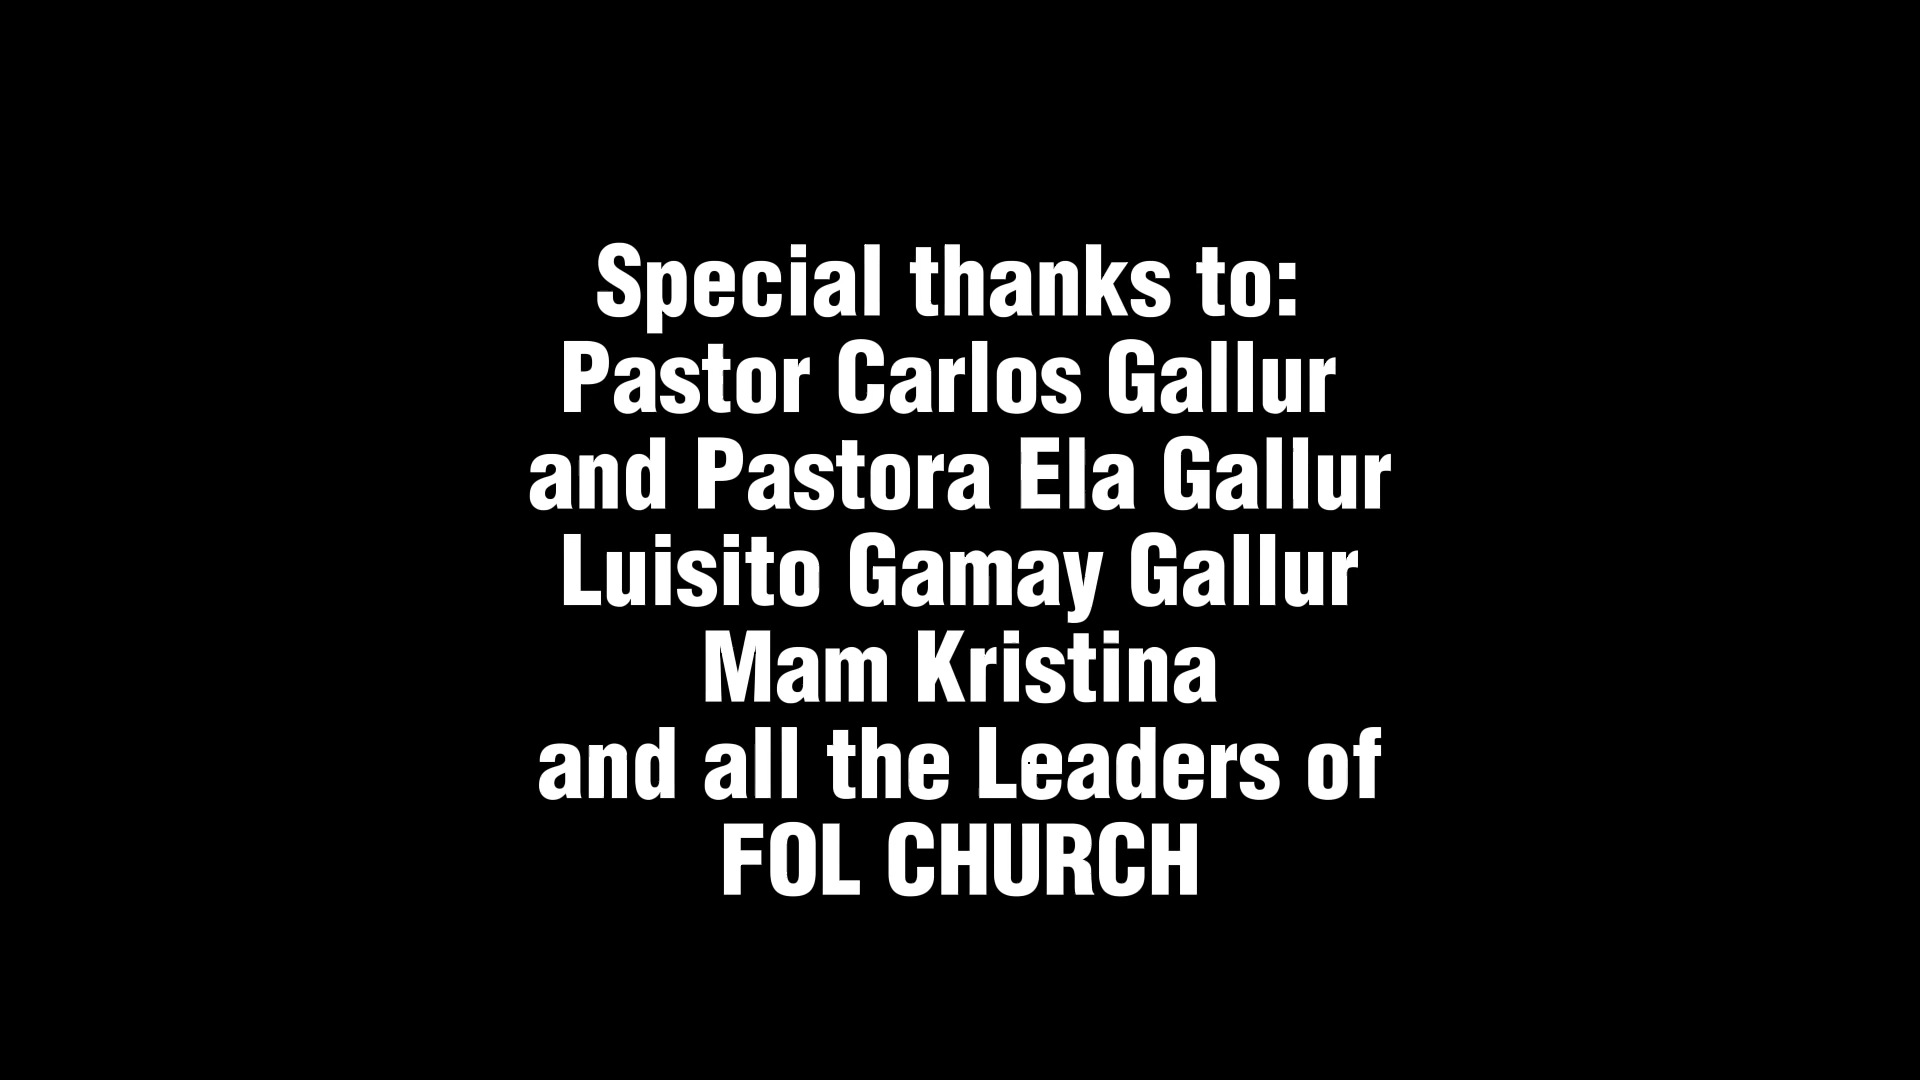 Special thanks to:
Pastor Carlos Gallur
and Pastora Ela Gallur
Luisito Gamay Gallur
Mam Kristina
and all the Leaders of
FOL CHURCH